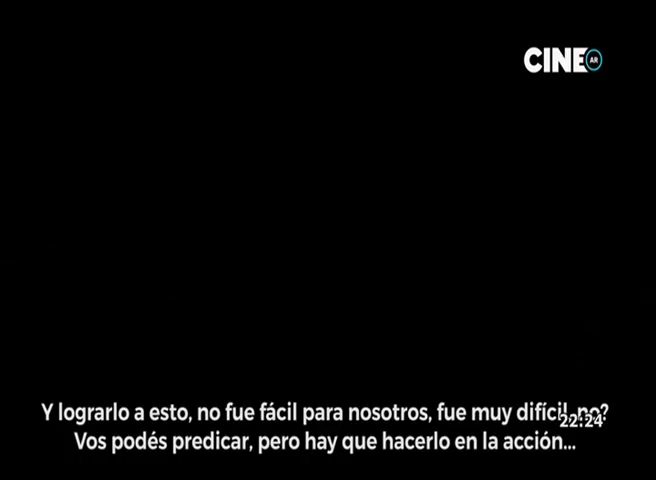 CINE AR
Y lograrlo a esto, no fue fácil para nosotros, fue muy difícil, no?
22:24
Vos podés predicar, pero hay que hacerlo en la acción...